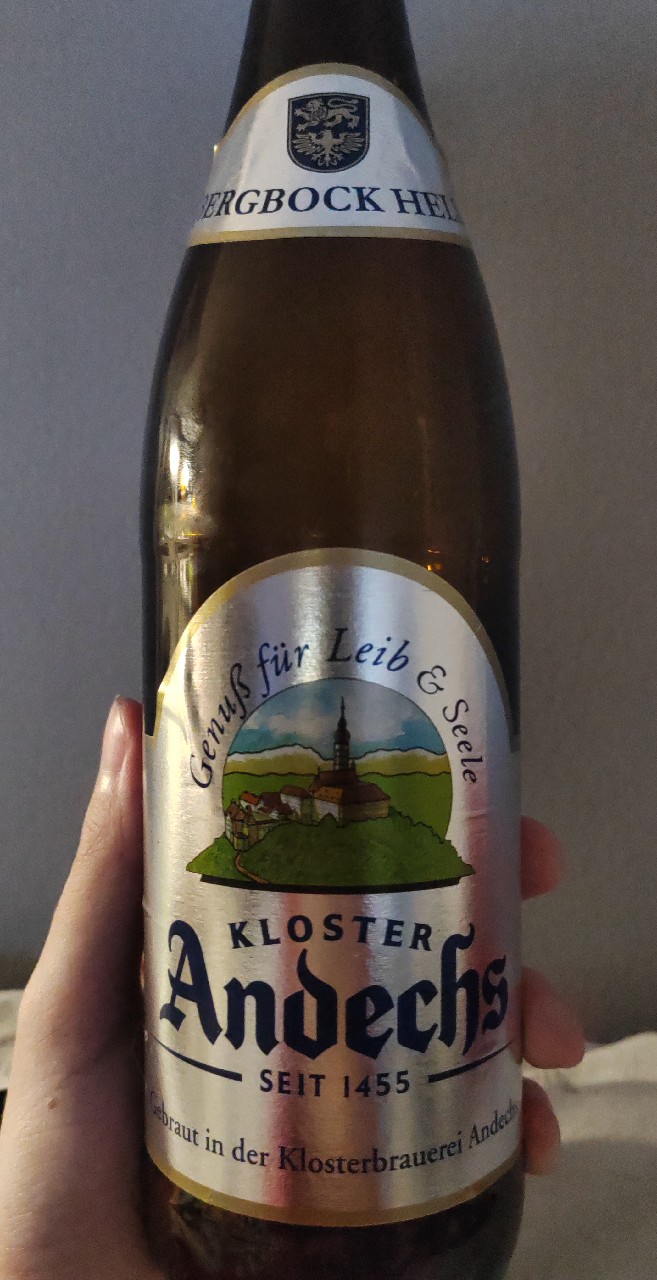 BERGBOCK HELL
Genuß für Leib & Seele
KLOSTER
Andechs
SEIT 1455
Gebraut in der Klosterbrauerei Andechs